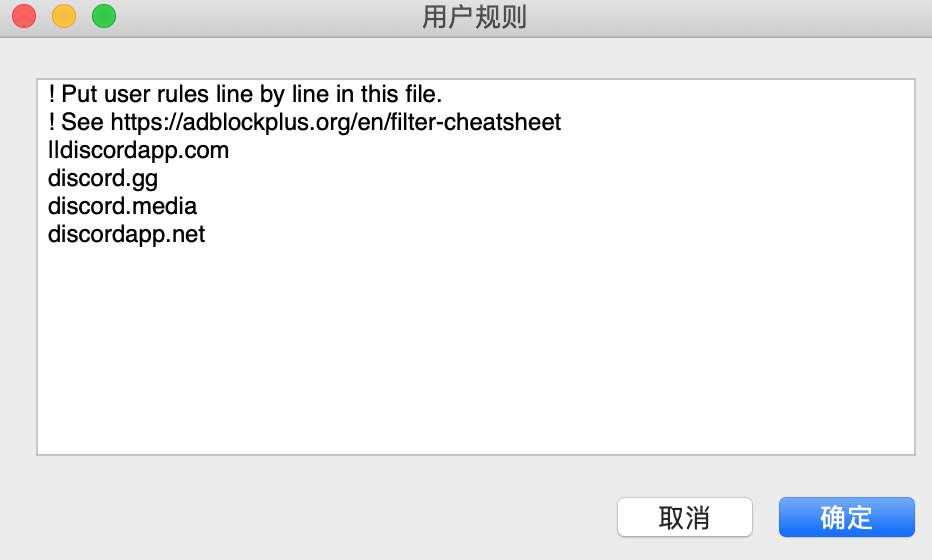 用户规则
! Put user rules line by line in this file.
! See https://adblockplus.org/en/filter-cheatsheet
lldiscordapp.com
discord.gg
discord.media
discordapp.net
取消
确定